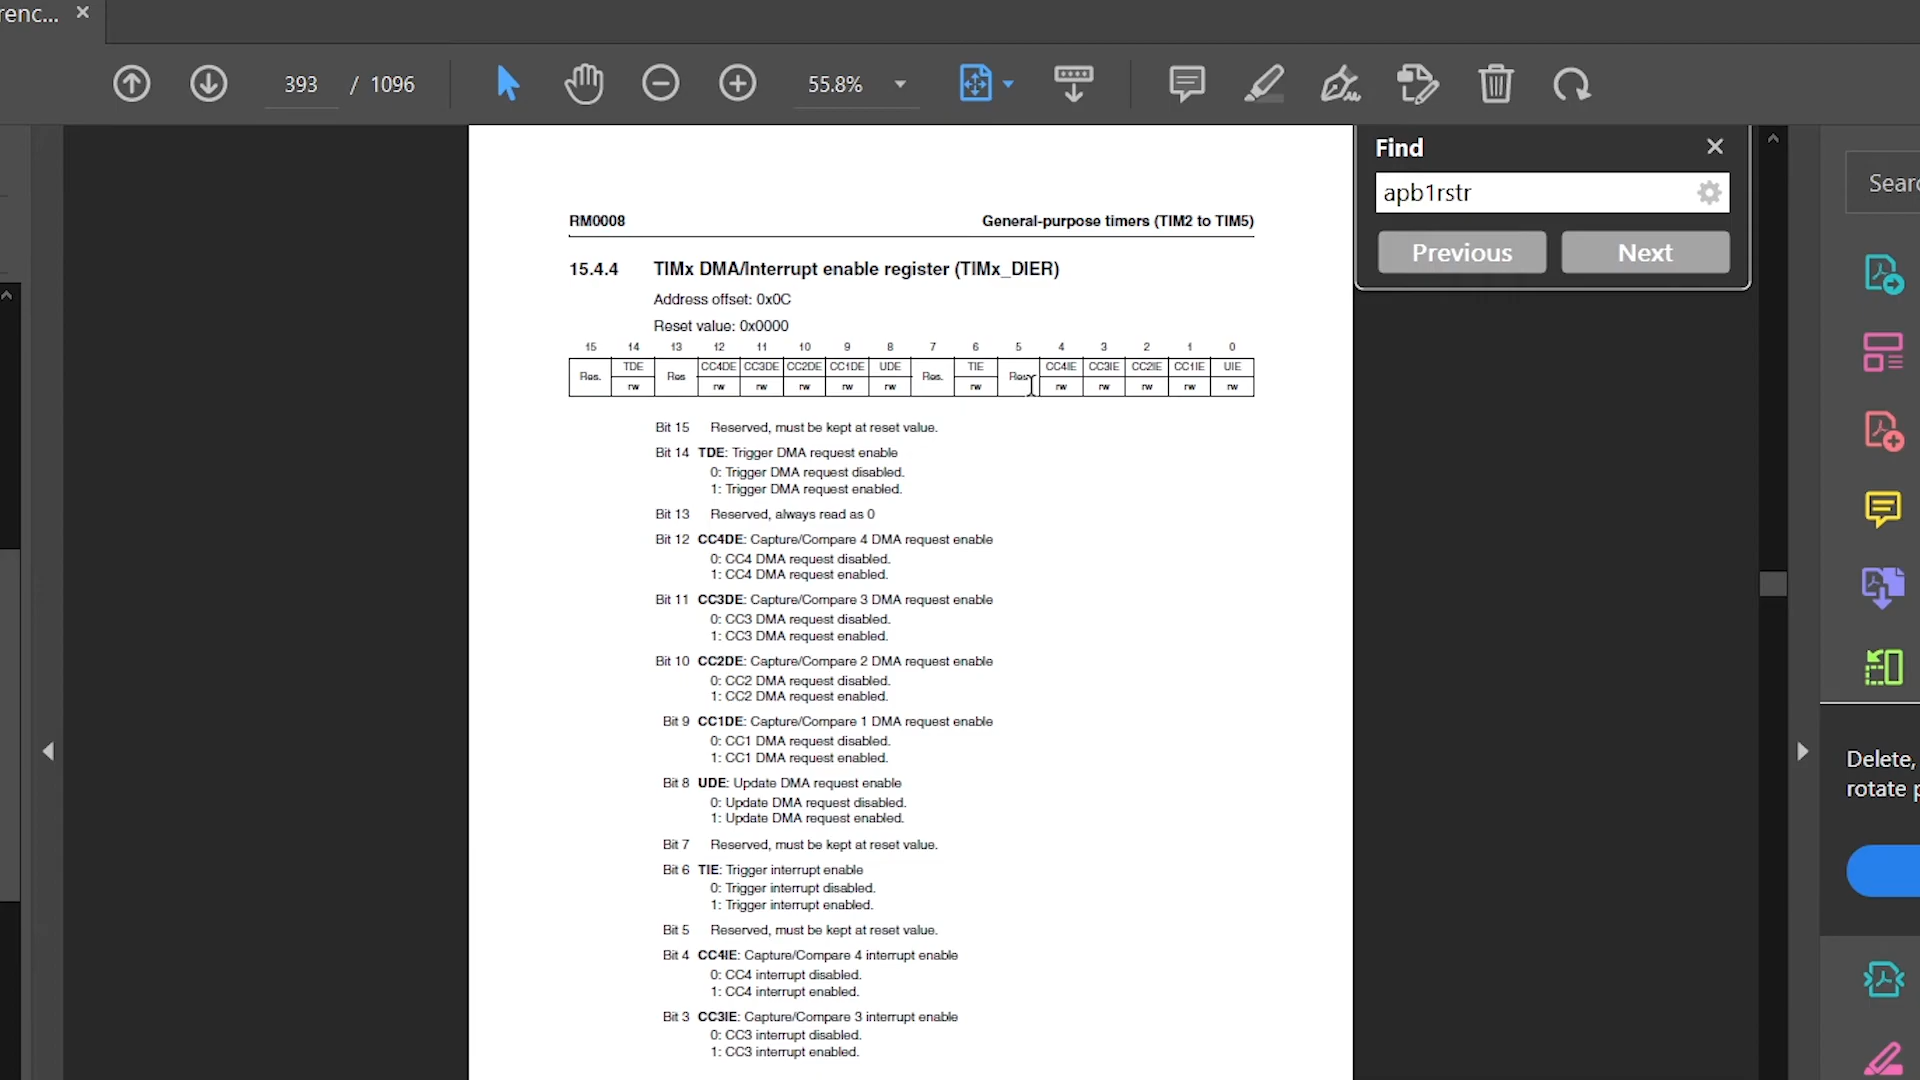 renc...
393 / 1096
55.8%
Find
apb1rstr
Previous Next
Searc
RM0008 General-purpose timers (TIM2 to TIM5)
15.4.4 TIMx DMA/Interrupt enable register (TIMx_DIER)
Address offset: 0x0C
Reset value: 0x0000
15 14 13 12 11 10 9 8 7 6 5 4 3 2 1 0
Res. TDE Res CC4DE CC3DE CC2DE CC1DE UDE Res. TIE Res. CC4IE CC3IE CC2IE CC1IE UIE
rw rw rw rw rw rw rw rw rw rw rw rw
Bit 15 Reserved, must be kept at reset value.
Bit 14 TDE: Trigger DMA request enable
0: Trigger DMA request disabled.
1: Trigger DMA request enabled.
Bit 13 Reserved, always read as 0
Bit 12 CC4DE: Capture/Compare 4 DMA request enable
0: CC4 DMA request disabled.
1: CC4 DMA request enabled.
Bit 11 CC3DE: Capture/Compare 3 DMA request enable
0: CC3 DMA request disabled.
1: CC3 DMA request enabled.
Bit 10 CC2DE: Capture/Compare 2 DMA request enable
0: CC2 DMA request disabled.
1: CC2 DMA request enabled.
Bit 9 CC1DE: Capture/Compare 1 DMA request enable
0: CC1 DMA request disabled.
1: CC1 DMA request enabled.
Bit 8 UDE: Update DMA request enable
0: Update DMA request disabled.
1: Update DMA request enabled.
Bit 7 Reserved, must be kept at reset value.
Bit 6 TIE: Trigger interrupt enable
0: Trigger interrupt disabled.
1: Trigger interrupt enabled.
Bit 5 Reserved, must be kept at reset value.
Bit 4 CC4IE: Capture/Compare 4 interrupt enable
0: CC4 interrupt disabled.
1: CC4 interrupt enabled.
Bit 3 CC3IE: Capture/Compare 3 interrupt enable
0: CC3 interrupt disabled.
1: CC3 interrupt enabled.
Delete,
rotate p